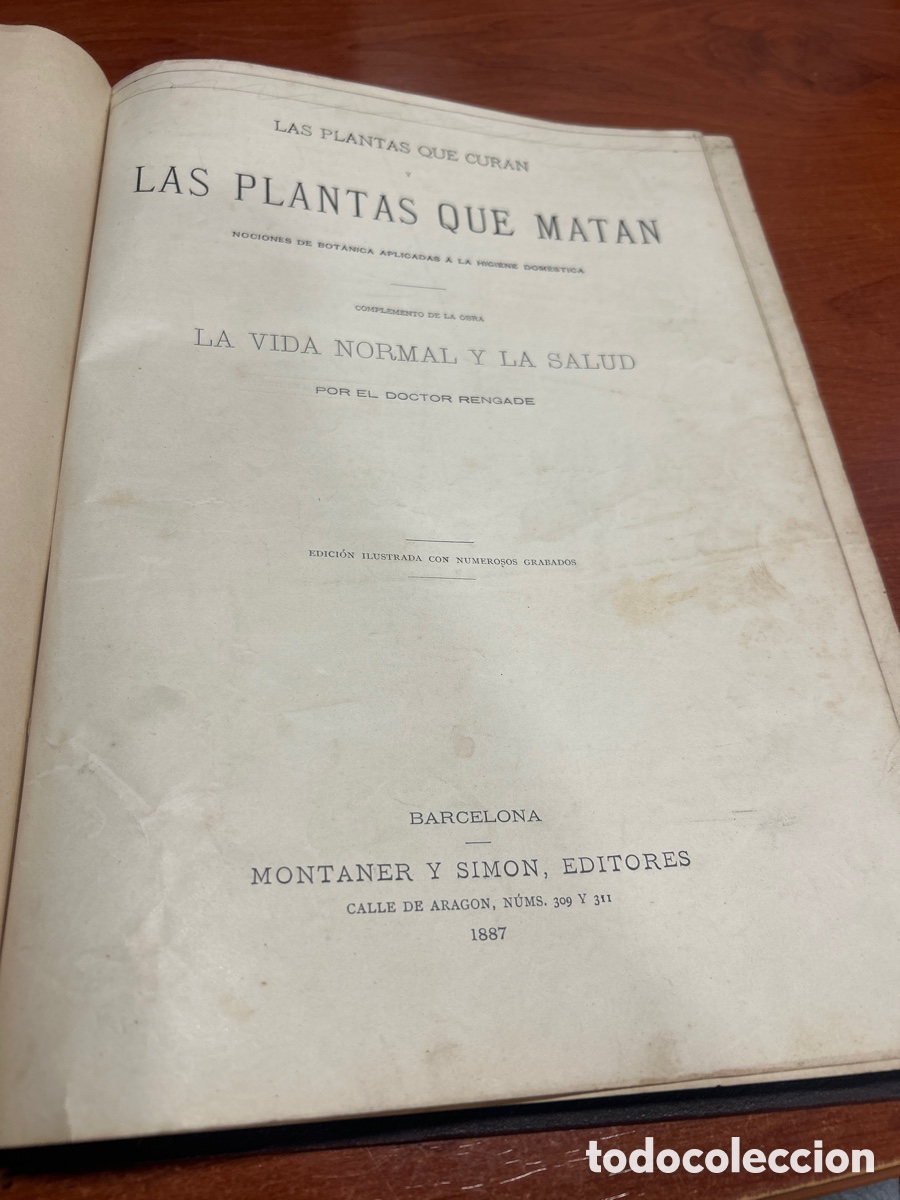 LAS PLANTAS QUE CURAN
Y
LAS PLANTAS QUE MATAN
NOCIONES DE BOTÁNICA APLICADAS Á LA HIGIENE DOMÉSTICA
COMPLEMENTO DE LA OBRA
LA VIDA NORMAL Y LA SALUD
POR EL DOCTOR RENGADE
EDICIÓN ILUSTRADA CON NUMEROSOS GRABADOS
BARCELONA
MONTANER Y SIMON, EDITORES
CALLE DE ARAGON, NÚMS. 309 Y 311
1887
todocoleccion